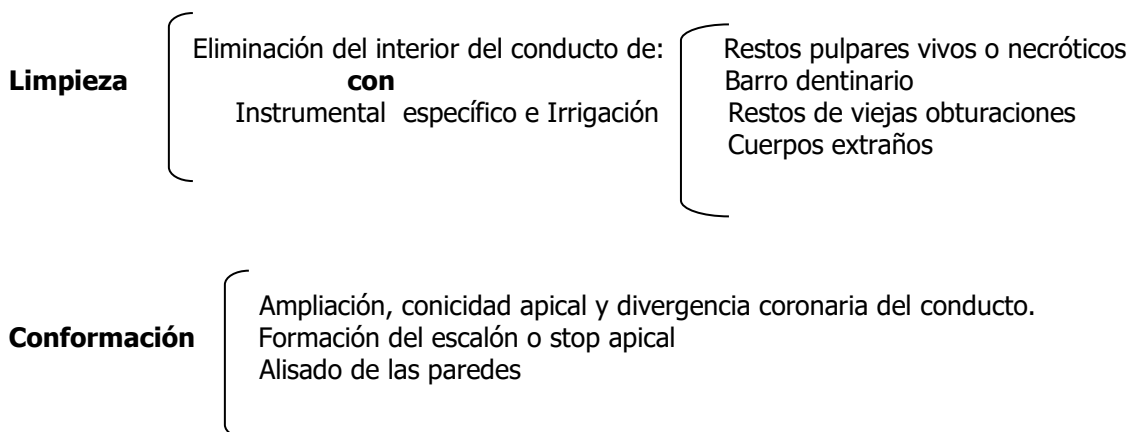 Eliminación del interior del conducto de: Restos pulpares vivos o necróticos
Limpieza con Barro dentinario
Instrumental específico e Irrigación Restos de viejas obturaciones
Cuerpos extraños
Ampliación, conicidad apical y divergencia coronaria del conducto.
Conformación Formación del escalón o stop apical
Alisado de las paredes